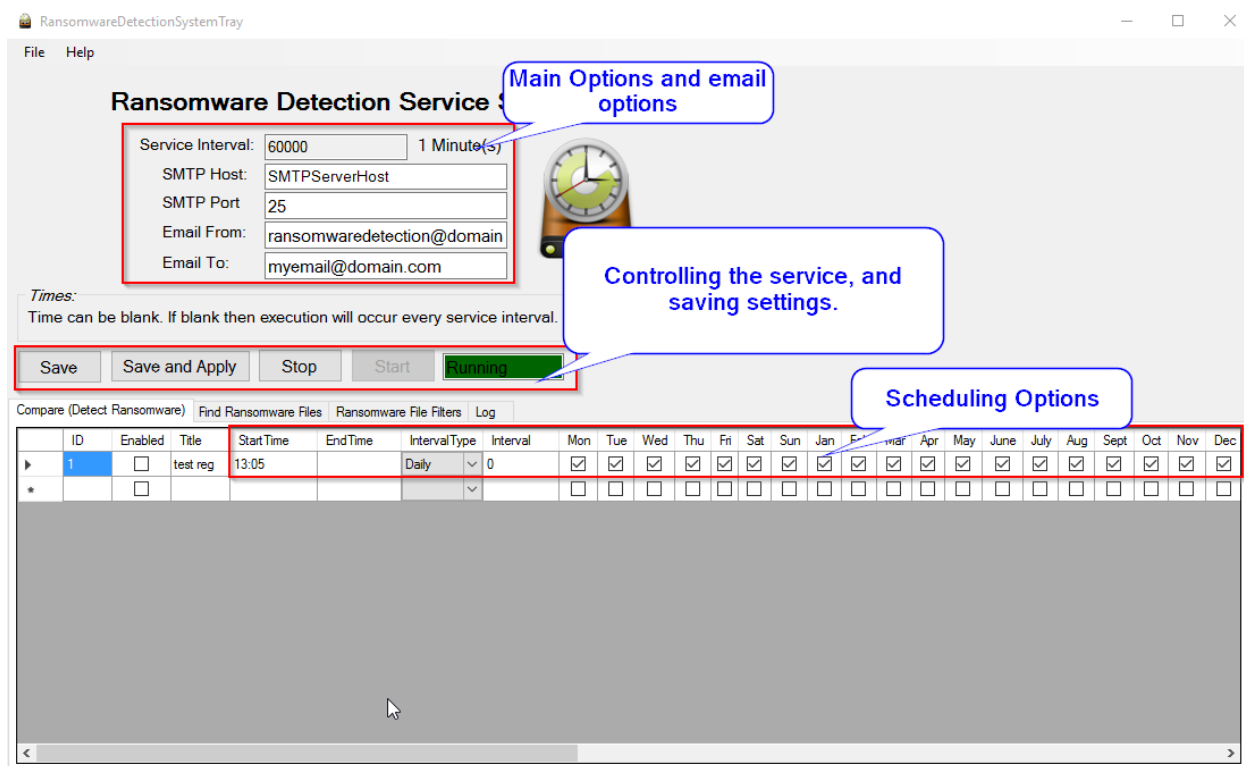 RansomwareDetectionSystemTray
File Help
Main Options and email
options
Ransomware Detection Service
Service Interval: 60000 1 Minute(s)
SMTP Host: SMTPServerHost
SMTP Port 25
Email From: ransomwaredetection@domain
Email To: myemail@domain.com
Controlling the service, and
saving settings.
Times:
Time can be blank. If blank then execution will occur every service interval.
Save Save and Apply Stop Start Running
Scheduling Options
Compare (Detect Ransomware) Find Ransomware Files Ransomware File Filters Log
ID Enabled Title StartTime EndTime IntervalType Interval Mon Tue Wed Thu Fri Sat Sun Jan Mar Apr May June July Aug Sept Oct Nov Dec
1 test reg 13:05 Daily 0